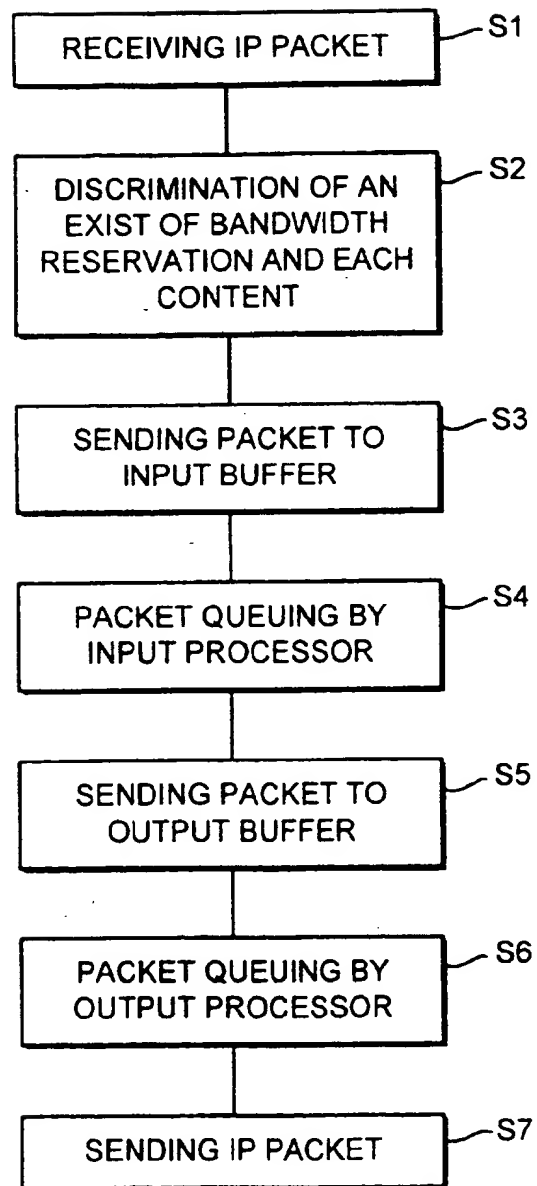 RECEIVING IP PACKET
S1
DISCRIMINATION OF AN
EXIST OF BANDWIDTH
RESERVATION AND EACH
CONTENT
S2
SENDING PACKET TO
INPUT BUFFER
S3
PACKET QUEUING BY
INPUT PROCESSOR
S4
SENDING PACKET TO
OUTPUT BUFFER
S5
PACKET QUEUING BY
OUTPUT PROCESSOR
S6
SENDING IP PACKET
S7